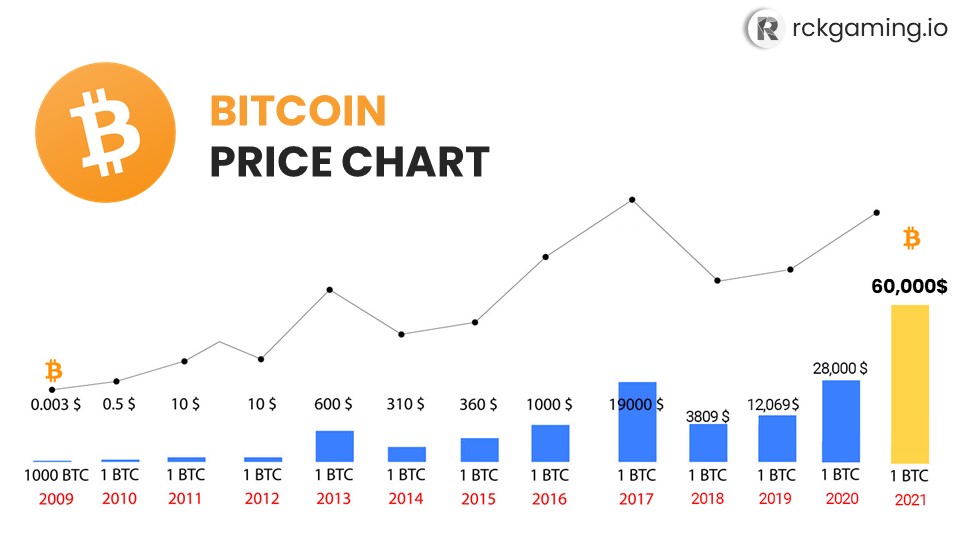 rckgaming.io
BITCOIN
PRICE CHART
60,000$
28,000 $
0.003 $ 0.5 $ 10 $ 10 $ 600 $ 310 $ 360 $ 1000 $ 19000 $ 3809 $ 12,069$
1000 BTC 1 BTC 1 BTC 1 BTC 1 BTC 1 BTC 1 BTC 1 BTC 1 BTC 1 BTC 1 BTC 1 BTC 1 BTC
2009 2010 2011 2012 2013 2014 2015 2016 2017 2018 2019 2020 2021